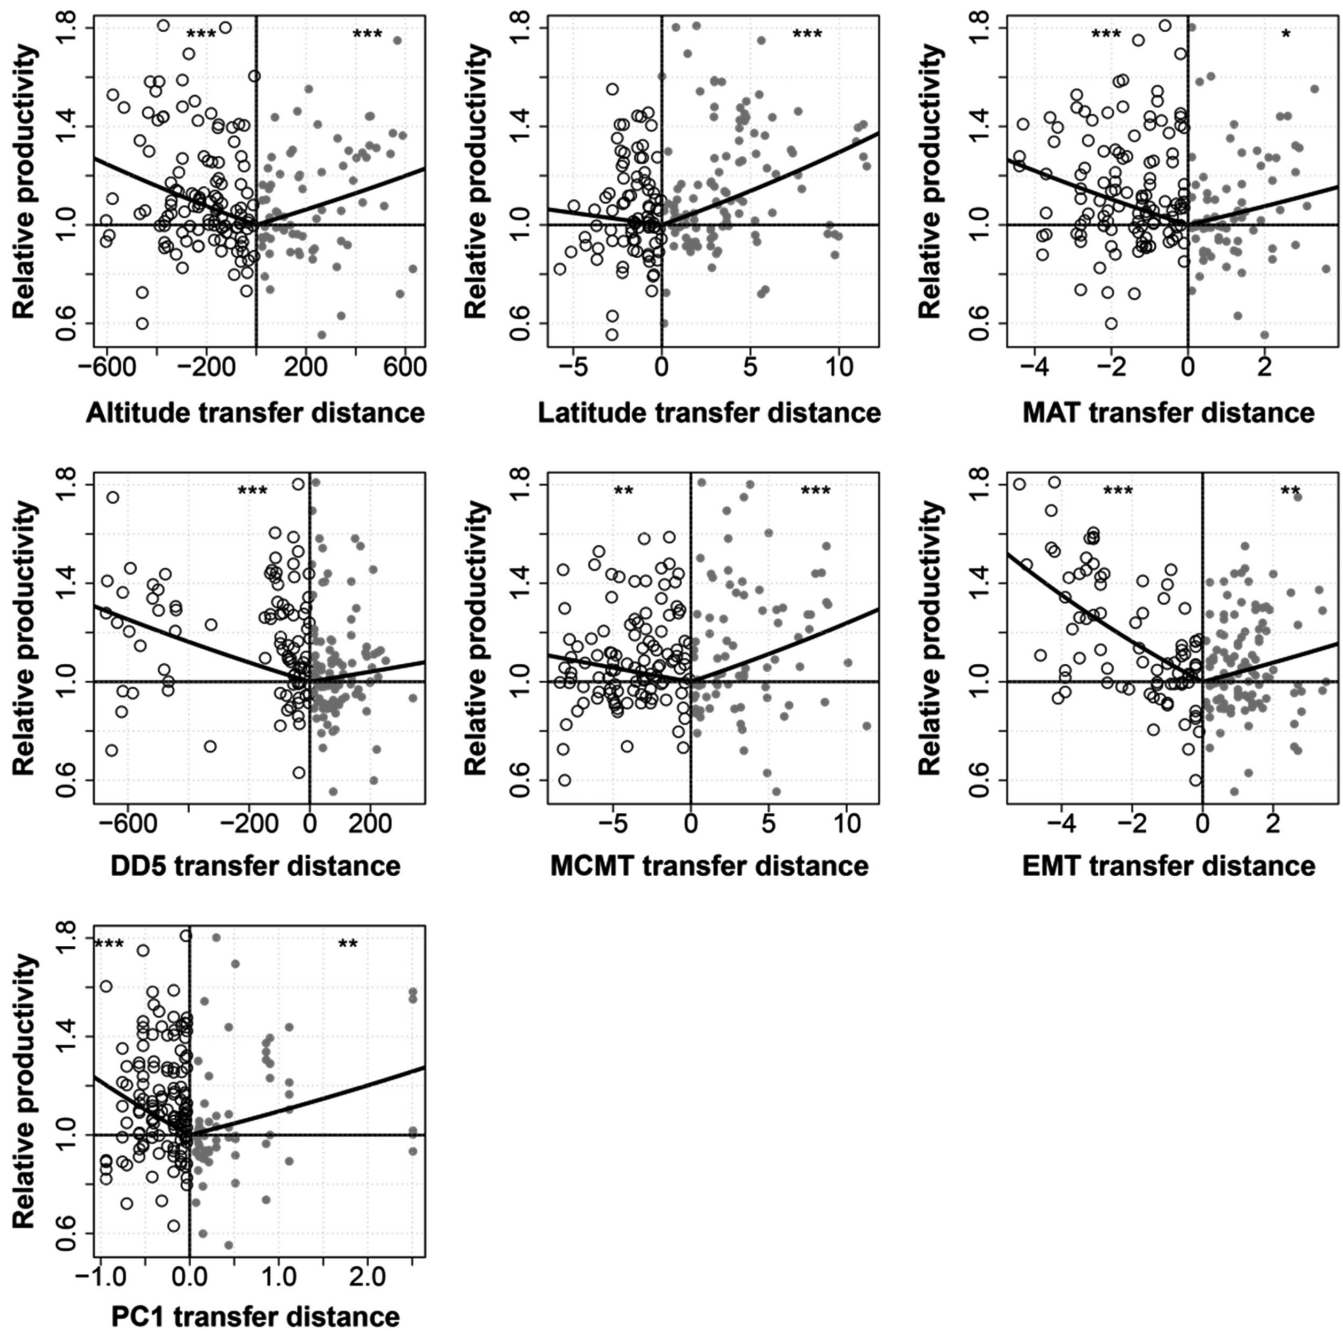 1.8
1.4
1.0
0.6
Relative productivity
*** ***
−600 −200 200 600
Altitude transfer distance
1.8
1.4
1.0
0.6
Relative productivity
***
−5 0 5 10
Latitude transfer distance
1.8
1.4
1.0
0.6
Relative productivity
*** *
−4 −2 0 2
MAT transfer distance
1.8
1.4
1.0
0.6
Relative productivity
***
−600 −200 0 200
DD5 transfer distance
1.8
1.4
1.0
0.6
Relative productivity
** ***
−5 0 5 10
MCMT transfer distance
1.8
1.4
1.0
0.6
Relative productivity
*** **
−4 −2 0 2
EMT transfer distance
1.8
1.4
1.0
0.6
Relative productivity
*** **
−1.0 0.0 1.0 2.0
PC1 transfer distance